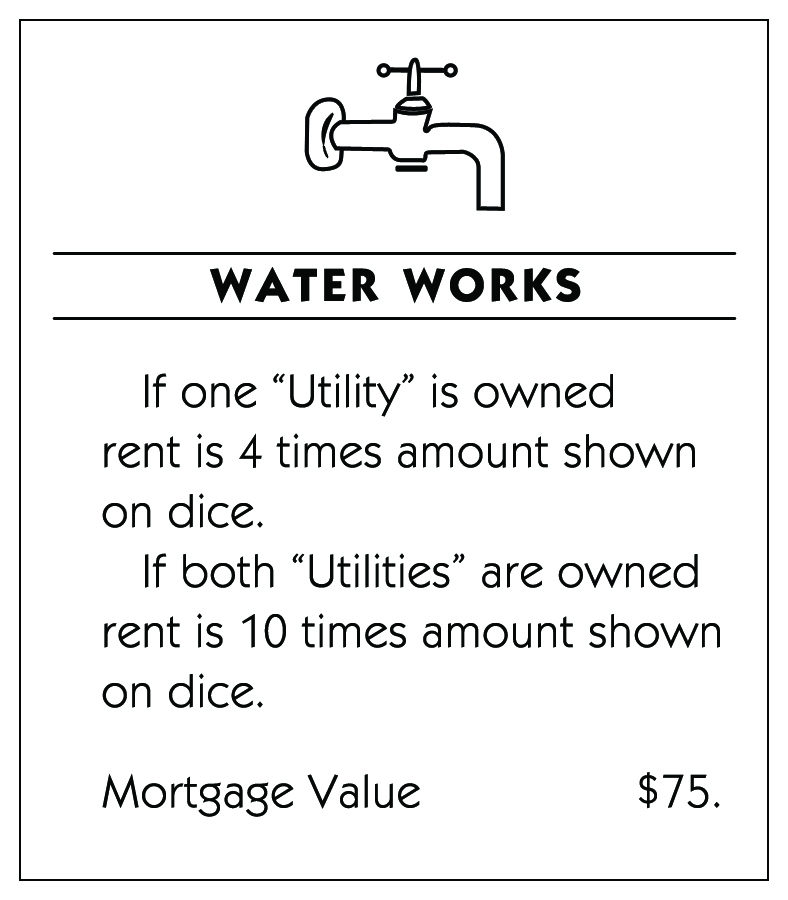 WATER WORKS
If one “Utility” is owned
rent is 4 times amount shown
on dice.
If both “Utilities” are owned
rent is 10 times amount shown
on dice.
Mortgage Value $75.